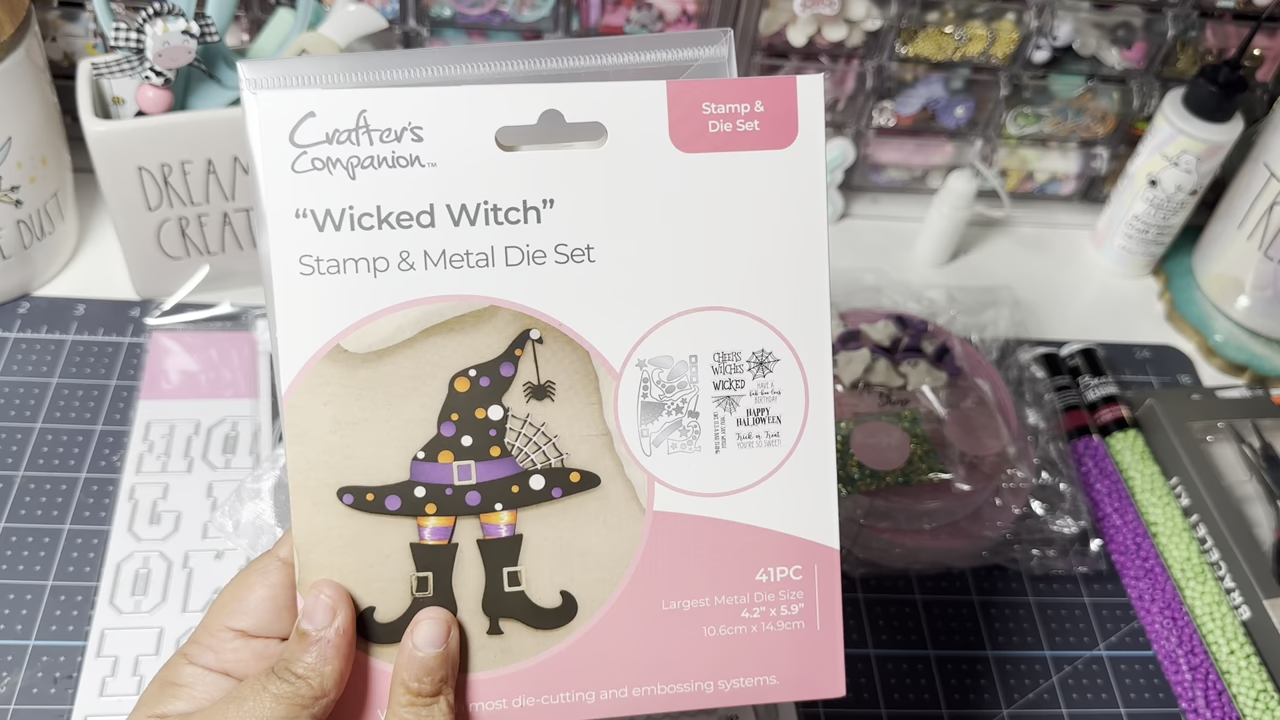 Crafter's
Companion™
Stamp &
Die Set
"Wicked Witch"
Stamp & Metal Die Set
CHEERS
WITCHES
WICKED
HAVE A
BIRTHDAY
HAPPY
HALLOWEEN
Trick or Treat
YOU'RE SO SWEET!
41PC
Largest Metal Die Size
4.2" x 5.9"
10.6cm x 14.9cm
most die-cutting and embossing systems.
DREAM
CREAT
DUST
BRACELET KIT